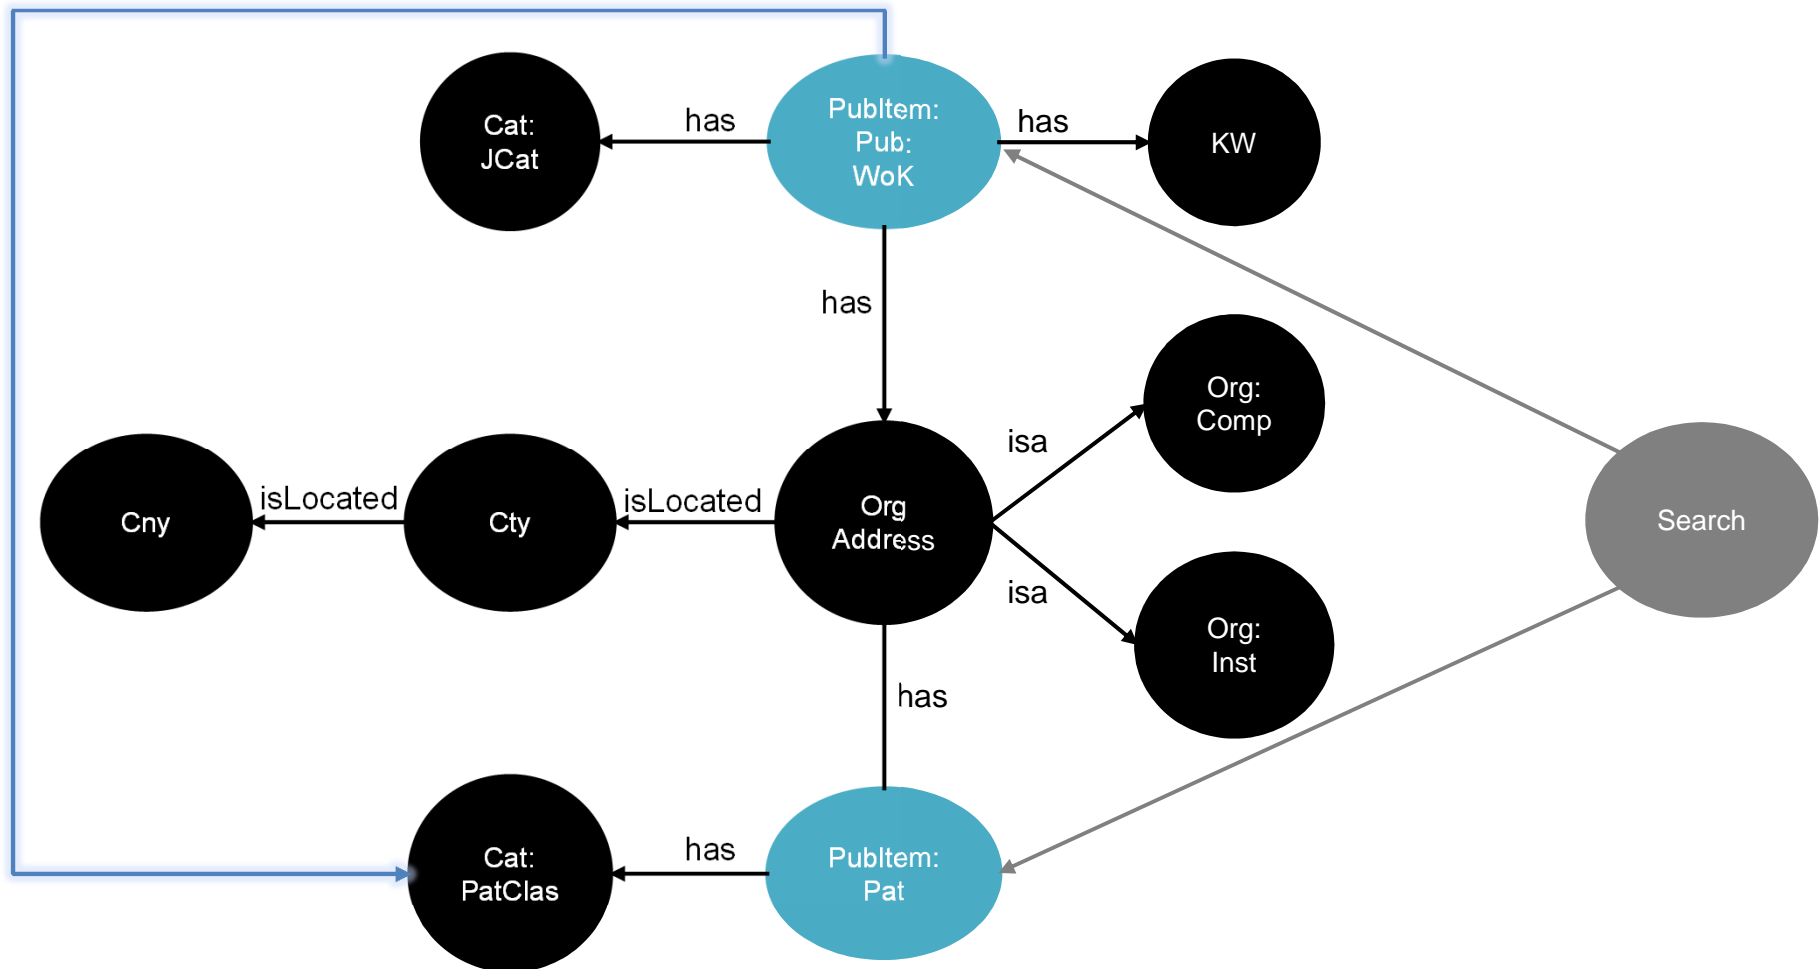 Cat:
JCat
has
PubItem:
Pub:
WoK
has
KW
has
Org:
Comp
isa
Cny
isLocated
Cty
isLocated
Org
Address
Search
isa
Org:
Inst
has
Cat:
PatClas
has
PubItem:
Pat